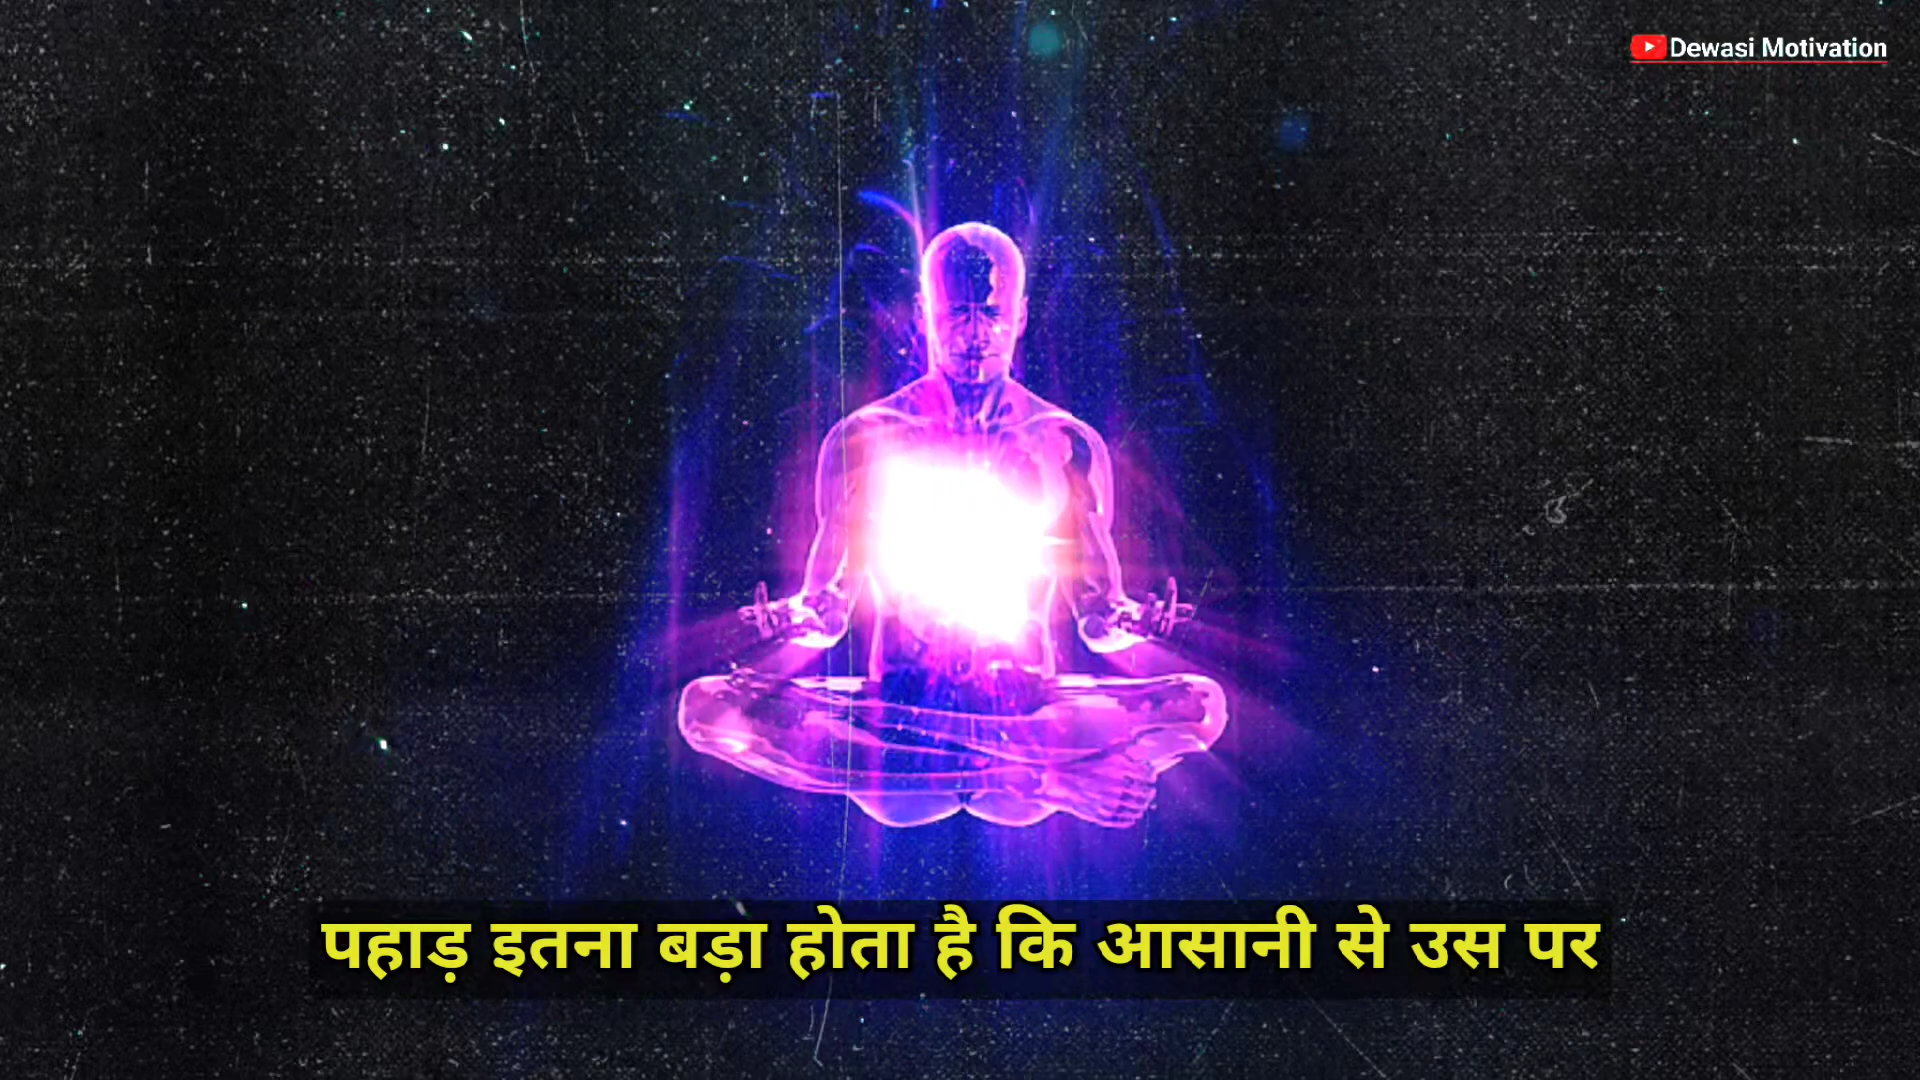 Dewasi Motivation
पहाड़ इतना बड़ा होता है कि आसानी से उस पर